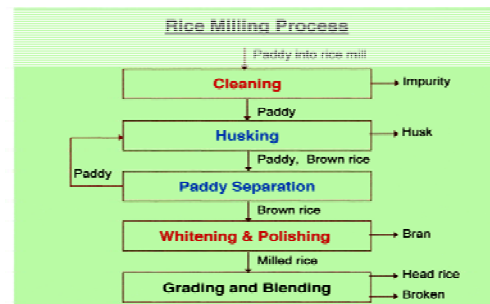 Rice Milling Process
Paddy into rice mill
Cleaning
Impurity
Paddy
Husking
Husk
Paddy, Brown rice
Paddy
Paddy Separation
Brown rice
Whitening & Polishing
Bran
Milled rice
Head rice
Grading and Blending
Broken